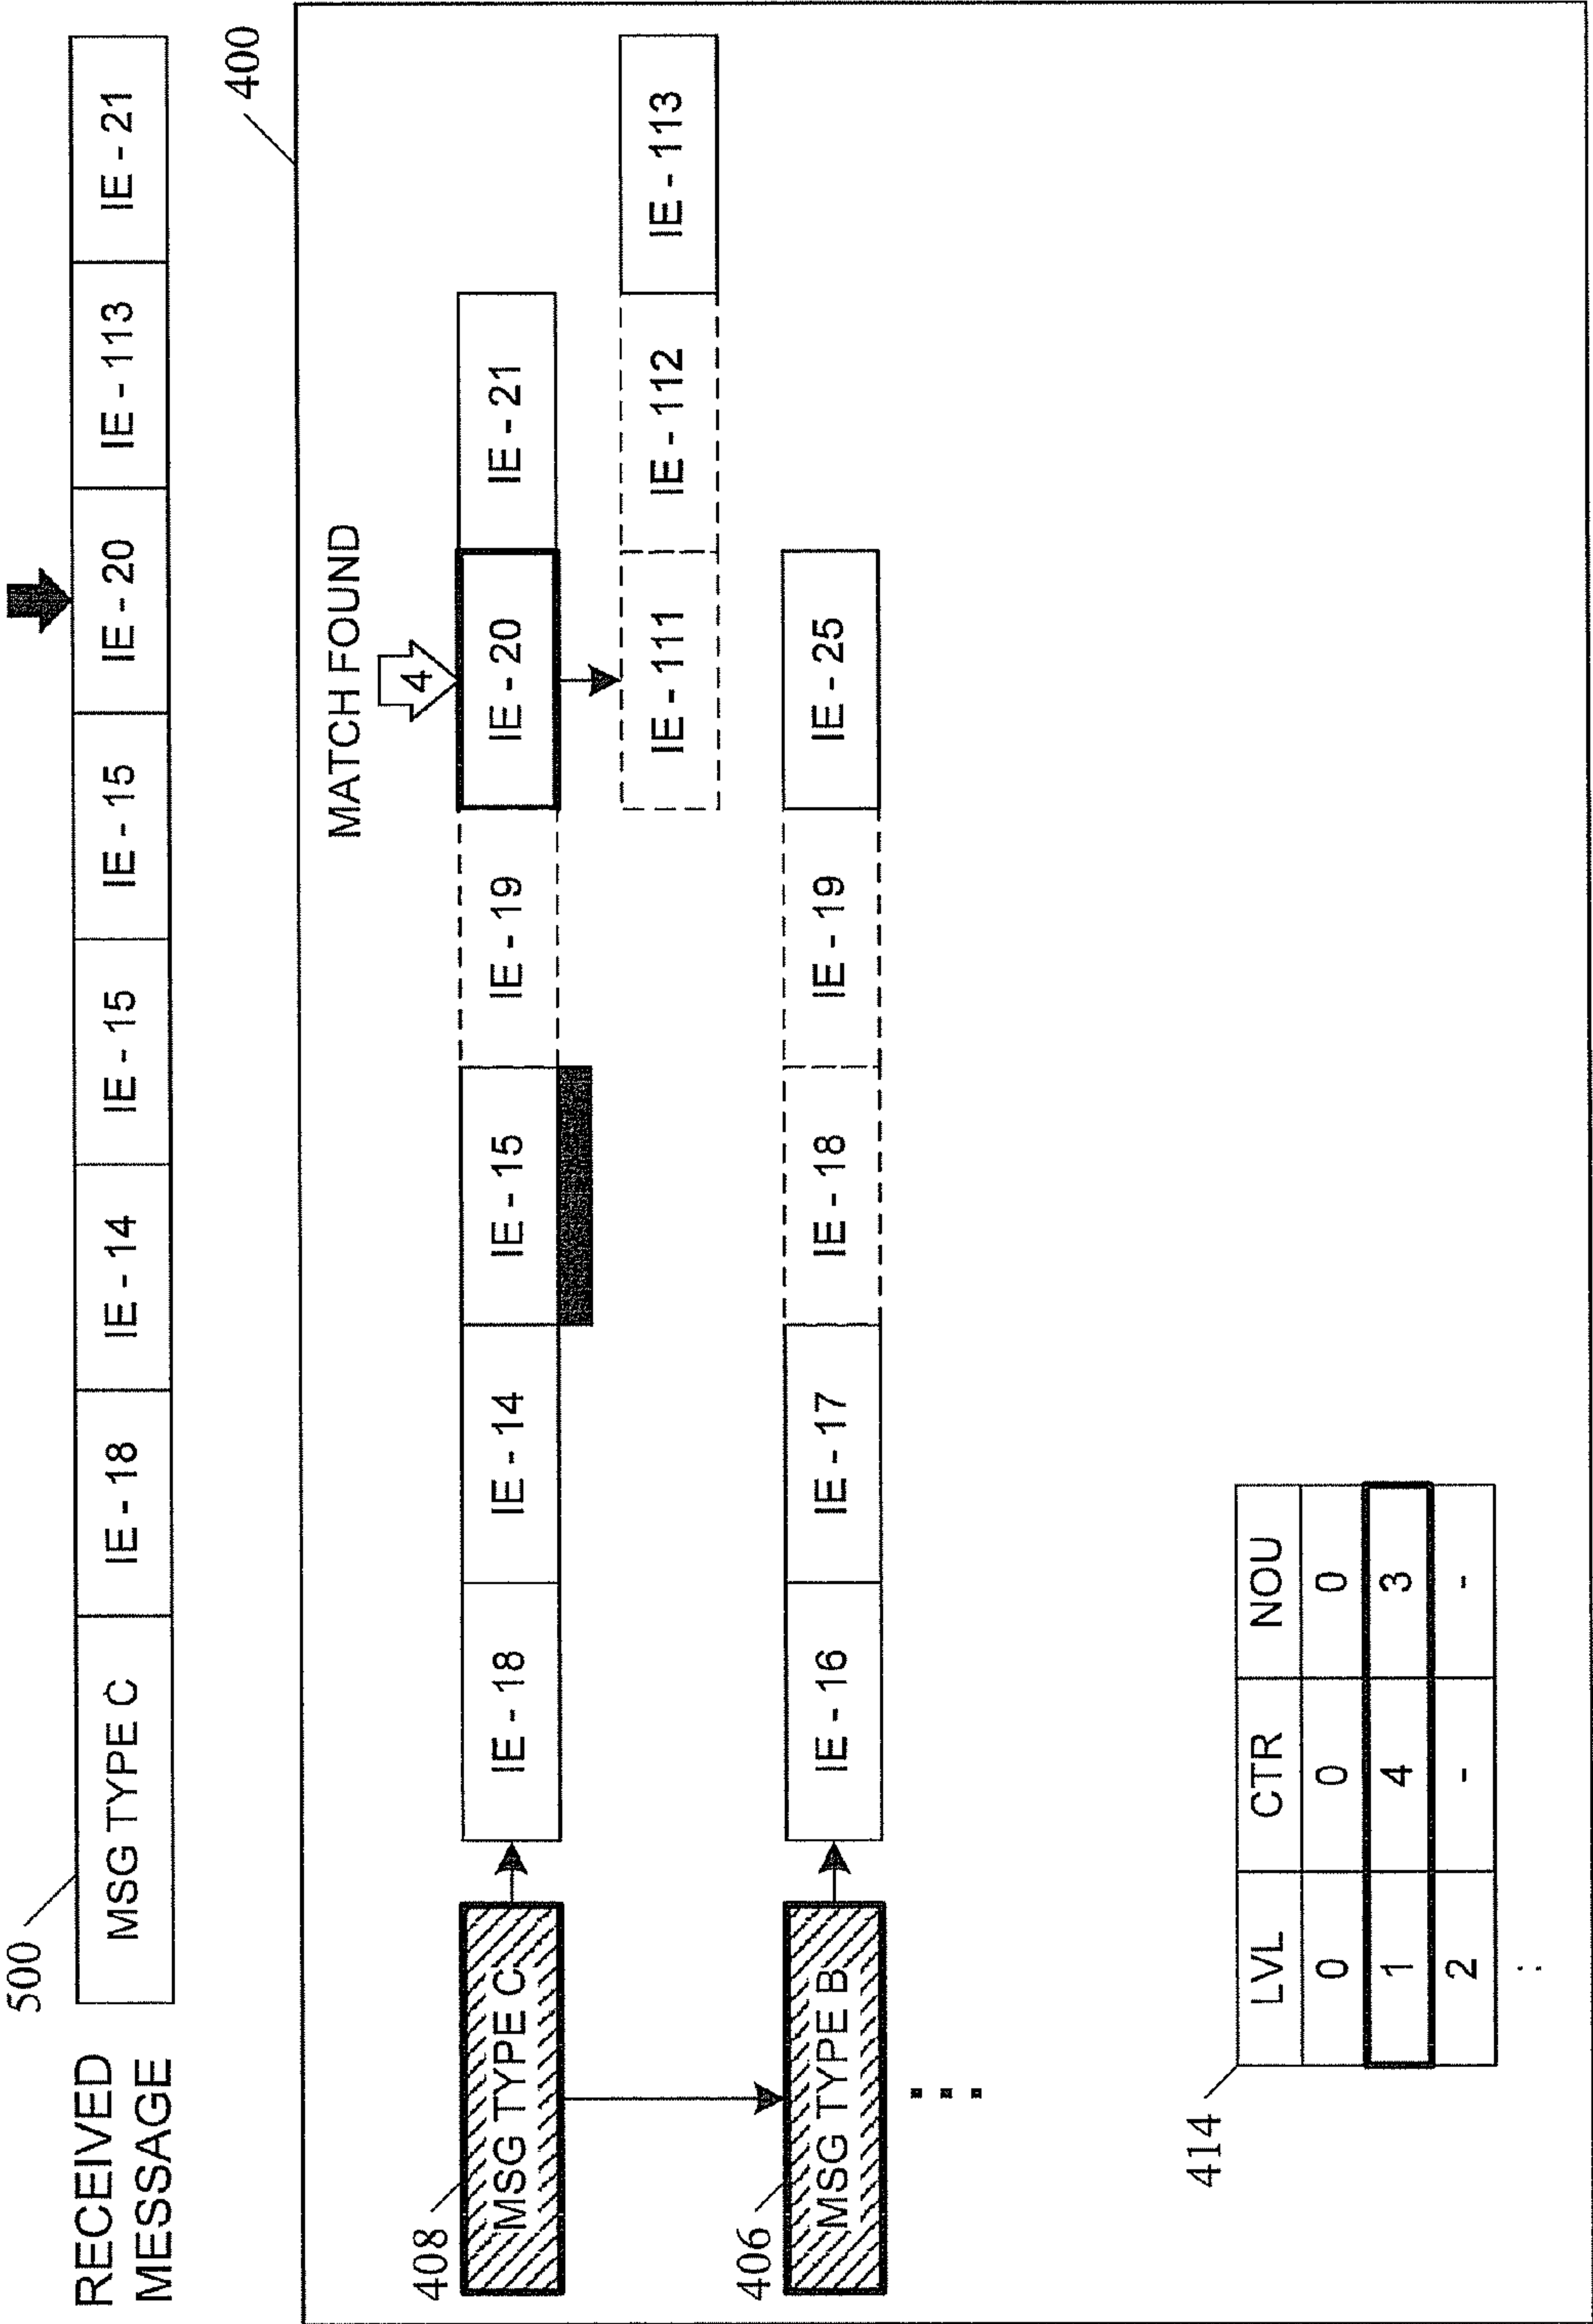 RECEIVED
MESSAGE
500
MSG TYPE C IE - 18 IE - 14 IE - 15 IE - 15 IE - 20 IE - 113 IE - 21
400
MATCH FOUND
4
408
MSG TYPE C IE - 18 IE - 14 IE - 15 IE - 19 IE - 20 IE - 21
IE - 111 IE - 112 IE - 113
406
MSG TYPE B IE - 16 IE - 17 IE - 18 IE - 19 IE - 25
414
LVL CTR NOU
0 0 0
1 4 3
2 - -
: